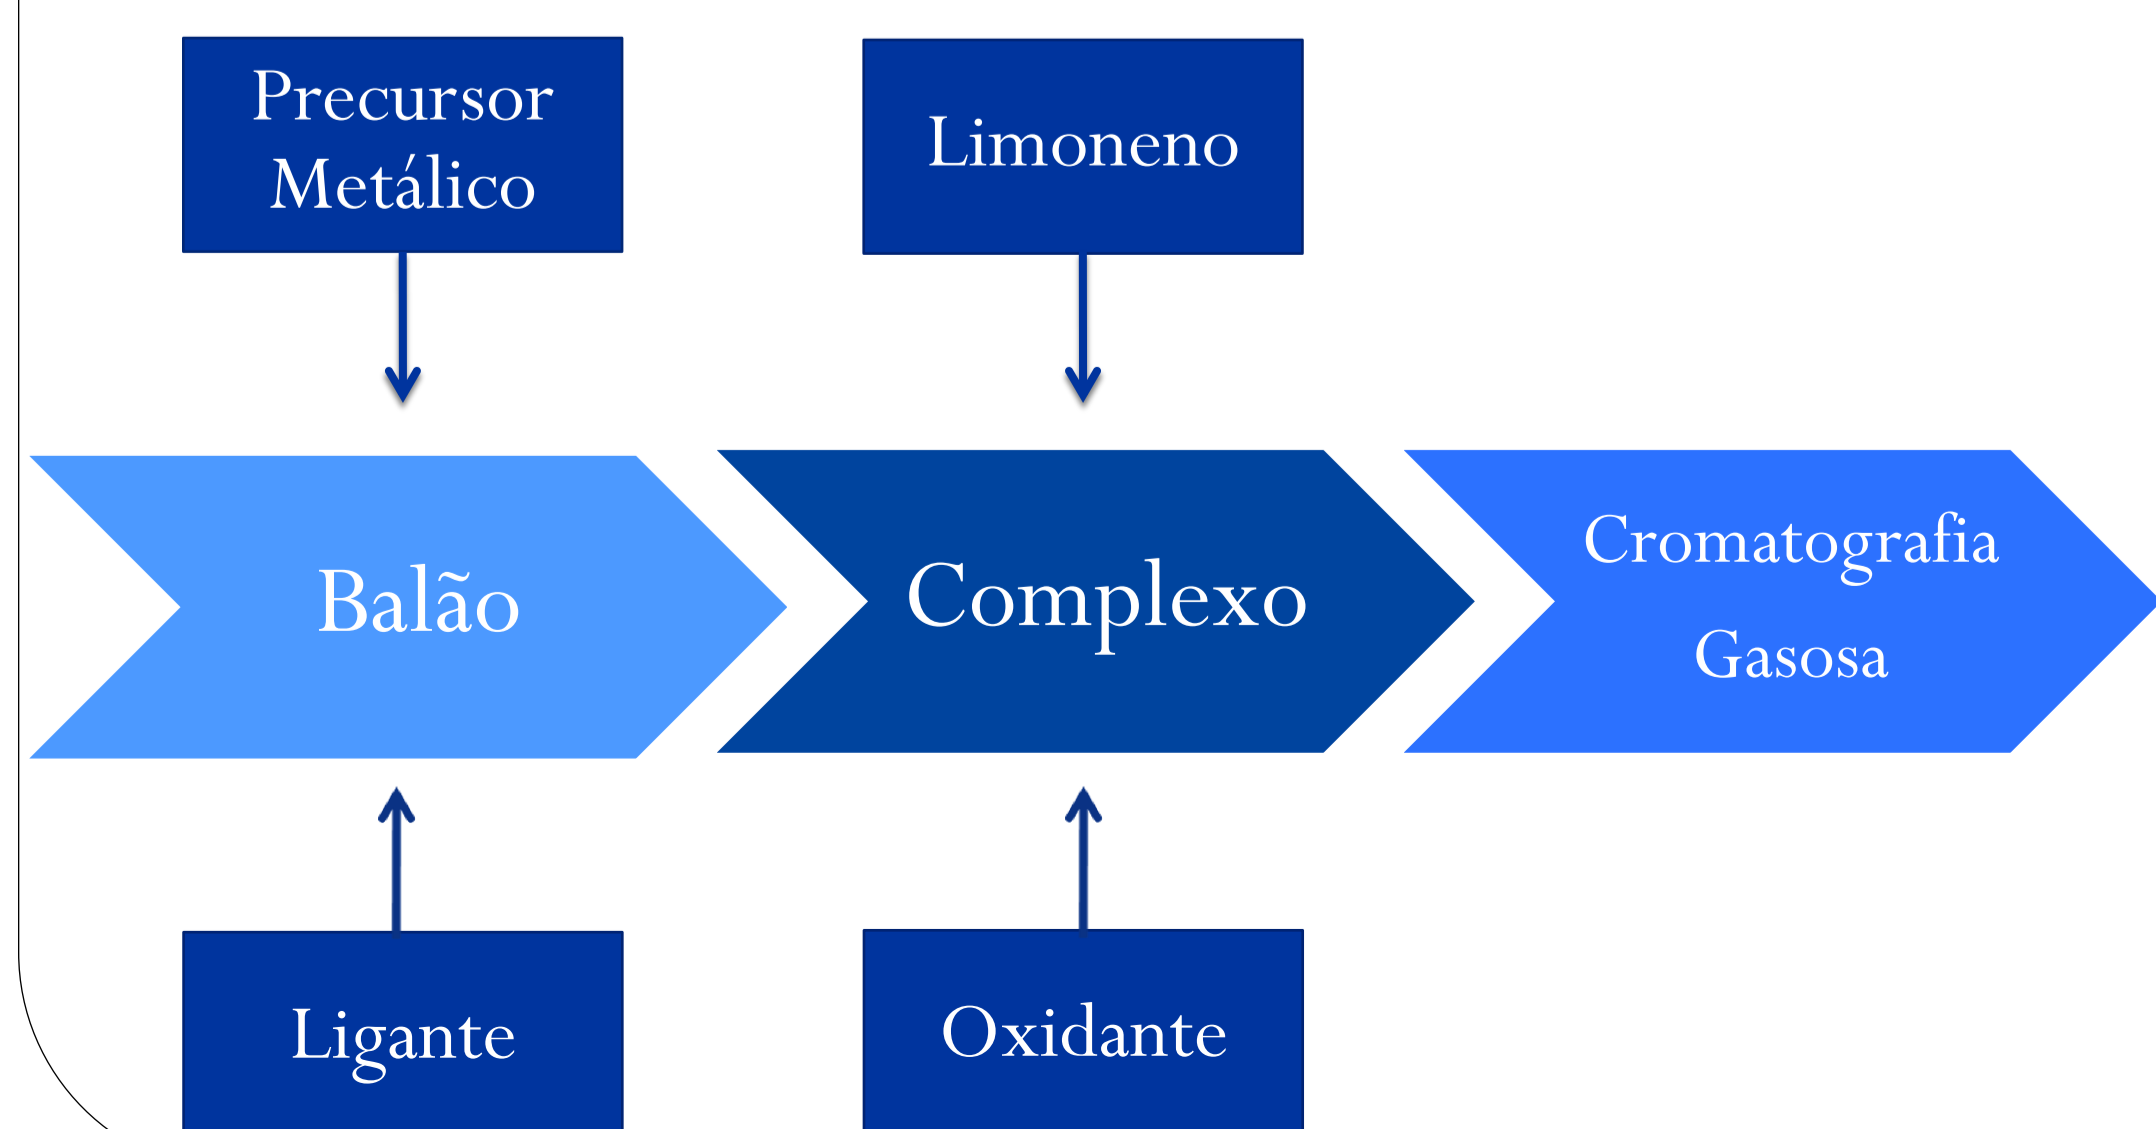 Precursor
Metálico
Limoneno
Balão
Complexo
Cromatografia
Gasosa
Ligante
Oxidante